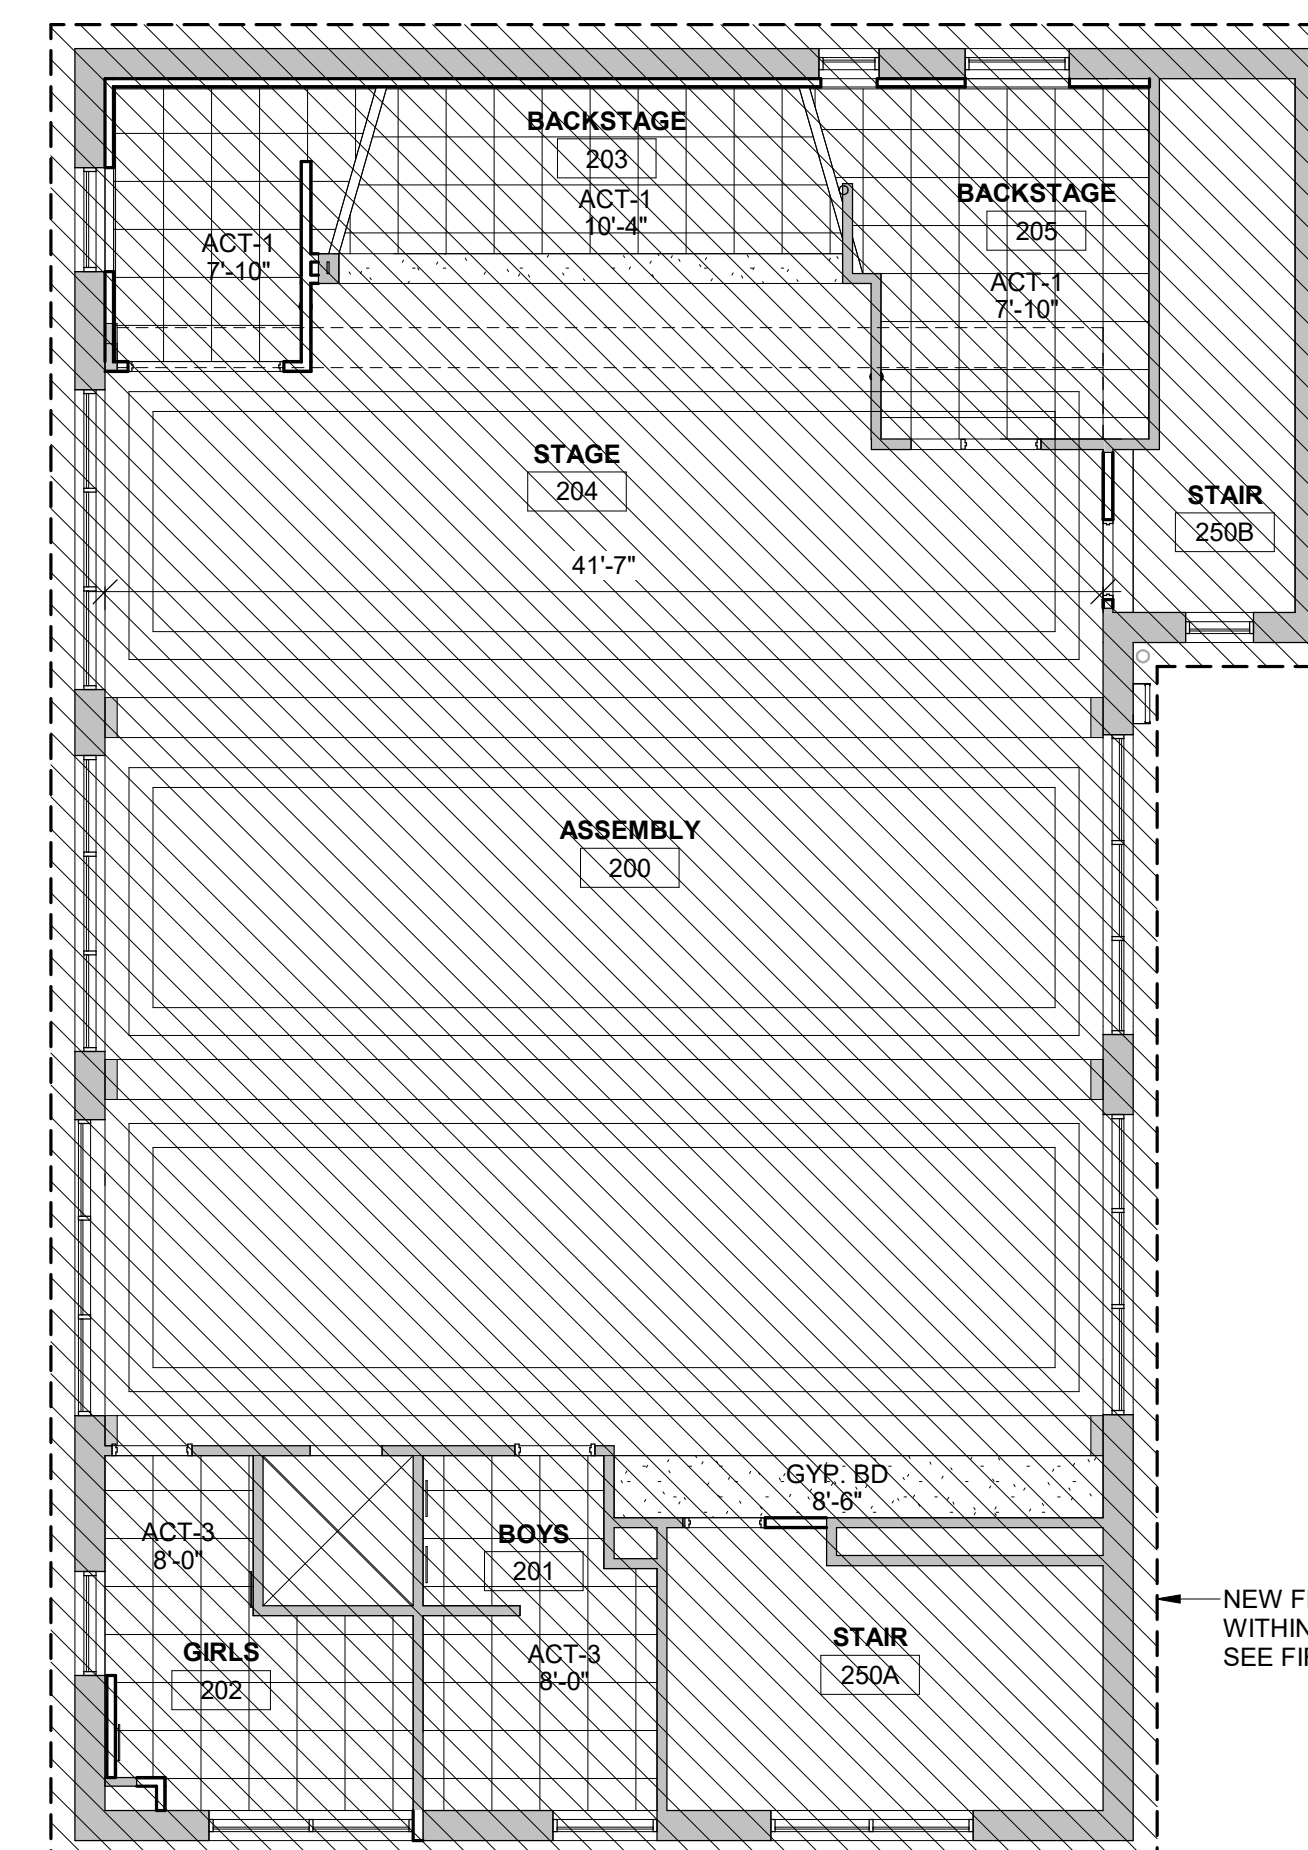 BACKSTAGE
203
ACT-1
10'-4"
BACKSTAGE
205
ACT-1
7'-10"
ACT-1
7'-10"
STAGE
204
41'-7"
STAIR
250B
ASSEMBLY
200
GYP. BD
8'-6"
ACT-3
8'-0"
BOYS
201
GIRLS
202
ACT-3
8'-0"
STAIR
250A
NEW
WITHIN
SEE